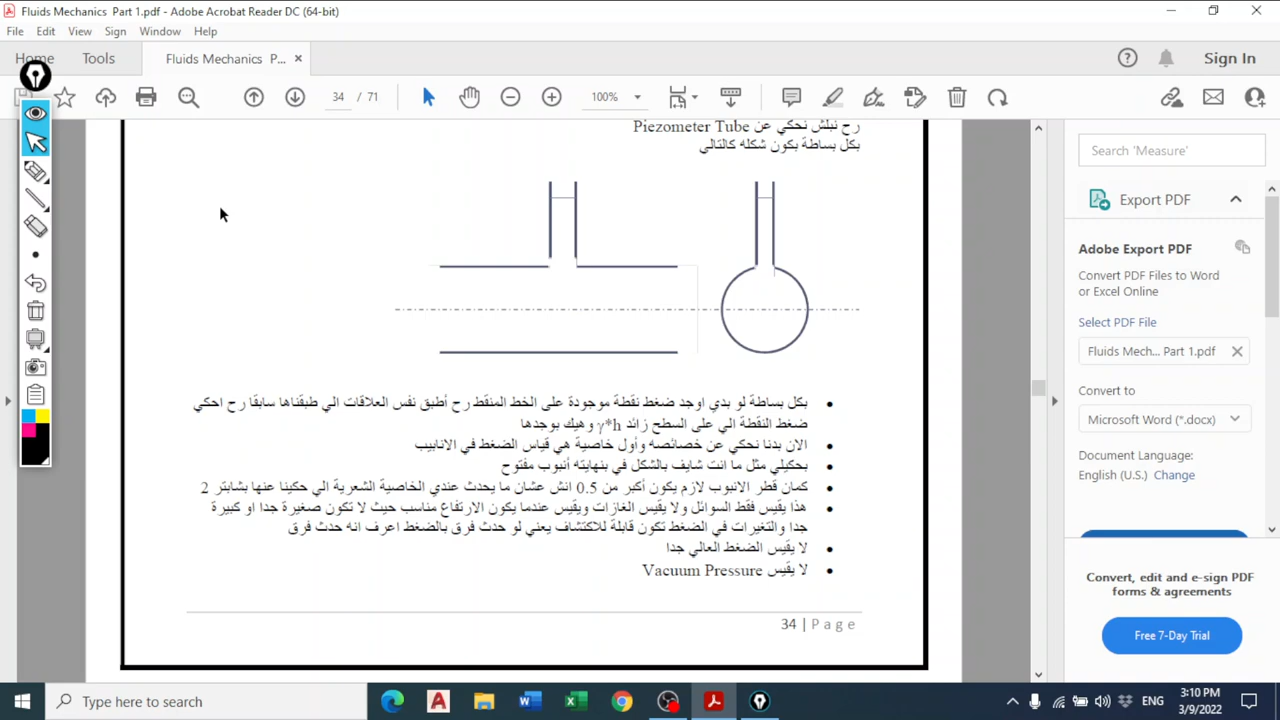 Fluids Mechanics Part 1.pdf - Adobe Acrobat Reader DC (64-bit)
File Edit View Sign Window Help
Home Tools Fluids Mechanics P... ×
Sign In
34 / 71
100%
رح نبلش نحكي عن Piezometer Tube
بكل بساطة بكون شكله كالتالي
• بكل بساطة لو بدي اوجد ضغط نقطة موجودة على الخط المنقط رح أطبق نفس العلاقات الي طبقناها سابقًا رح احكي
ضغط النقطة الي على السطح زائد γ*h وهيك بوجدها
• الان بدنا نحكي عن خصائصه وأول خاصية هي قياس الضغط في الانابيب
• بحكيلي مثل ما انت شايف بالشكل في بنهايته أنبوب مفتوح
• كمان قطر الانبوب لازم يكون أكبر من 0.5 انش عشان ما يحدث عندي الخاصية الشعرية الي حكينا عنها بشابتر 2
• هذا يقيس فقط السوائل ولا يقيس الغازات ويقيس عندما يكون الارتفاع مناسب حيث لا تكون صغيرة جدا او كبيرة
جدا والتغيرات في الضغط تكون قابلة للاكتشاف يعني لو حدث فرق بالضغط اعرف انه حدث فرق
• لا يقيس الضغط العالي جدا
• لا يقيس Vacuum Pressure
34 | Page
Search 'Measure'
Export PDF
Adobe Export PDF
Convert PDF Files to Word
or Excel Online
Select PDF File
Fluids Mech... Part 1.pdf
Convert to
Microsoft Word (*.docx)
Document Language:
English (U.S.) Change
Convert, edit and e-sign PDF
forms & agreements
Free 7-Day Trial
Type here to search
ENG
3:10 PM
3/9/2022